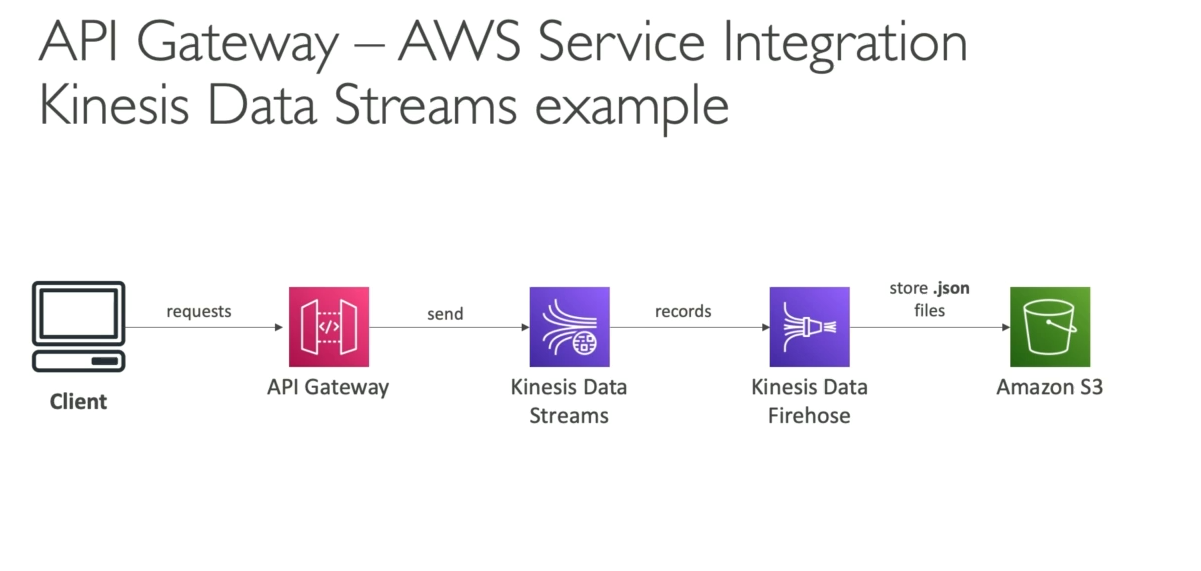 API Gateway – AWS Service Integration
Kinesis Data Streams example
requests
send
records
store .json
files
</>
Client
API Gateway
Kinesis Data
Streams
Kinesis Data
Firehose
Amazon S3